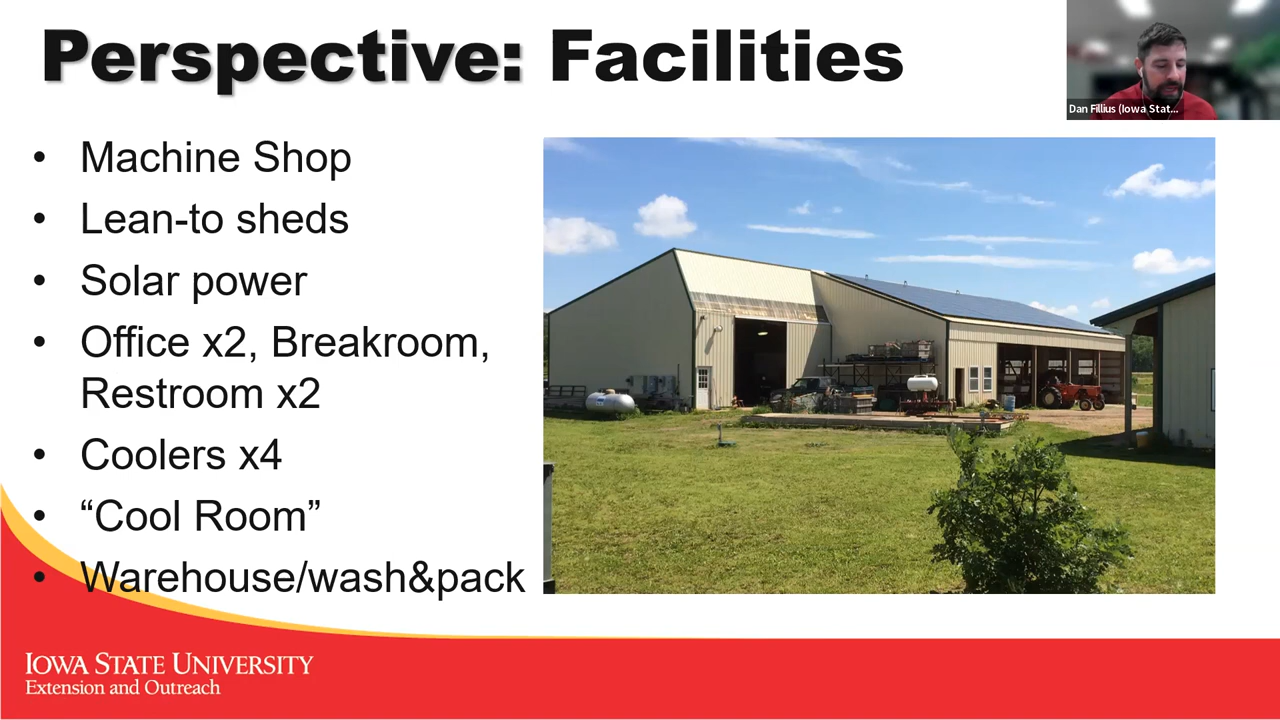 Perspective: Facilities
Dan Fillius (Iowa Stat...
• Machine Shop
• Lean-to sheds
• Solar power
• Office x2, Breakroom,
Restroom x2
• Coolers x4
• “Cool Room”
• Warehouse/wash&pack
IOWA STATE UNIVERSITY
Extension and Outreach